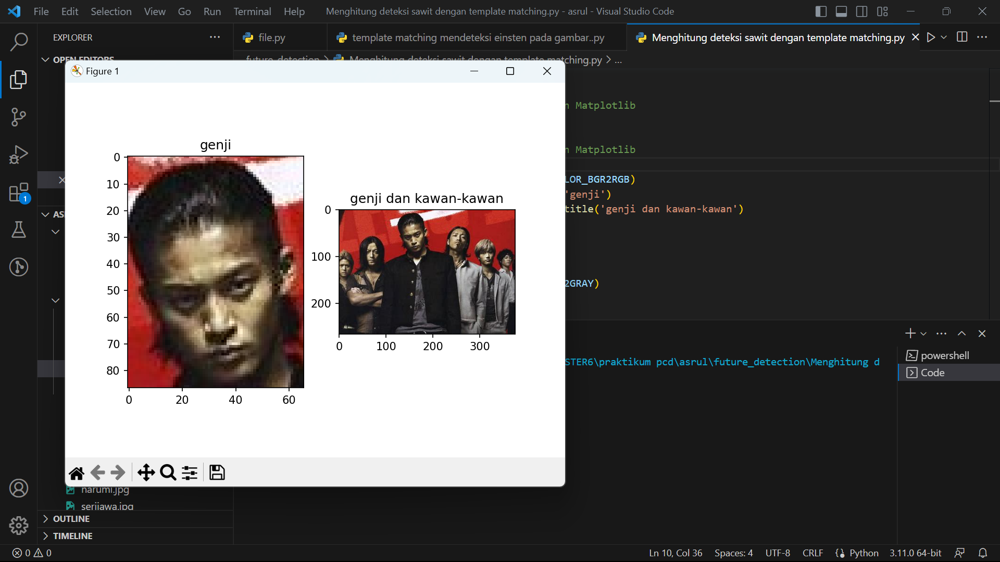 File Edit Selection View Go Run Terminal Help Menghitung deteksi sawit dengan template matching.py - asrul - Visual Studio Code
EXPLORER
file.py
template matching mendeteksi einsten pada gambar..py
Menghitung deteksi sawit dengan template matching.py
OPEN EDITORS
future_detection > Menghitung deteksi sawit dengan template matching.py > ...
Figure 1
Matplotlib
Matplotlib
LOR_BGR2RGB)
'genji')
title('genji dan kawan-kawan')
2GRAY)
genji
0
10
20
30
40
50
60
70
80
0 20 40 60
genji dan kawan-kawan
0
100
200
0 100 200 300
1
AS
STER6\praktikum pcd\asrul\future_detection\Menghitung d
powershell
Code
narumi.jpg
serijawa.jpg
OUTLINE
TIMELINE
0 0
Ln 10, Col 36 Spaces: 4 UTF-8 CRLF Python 3.11.0 64-bit